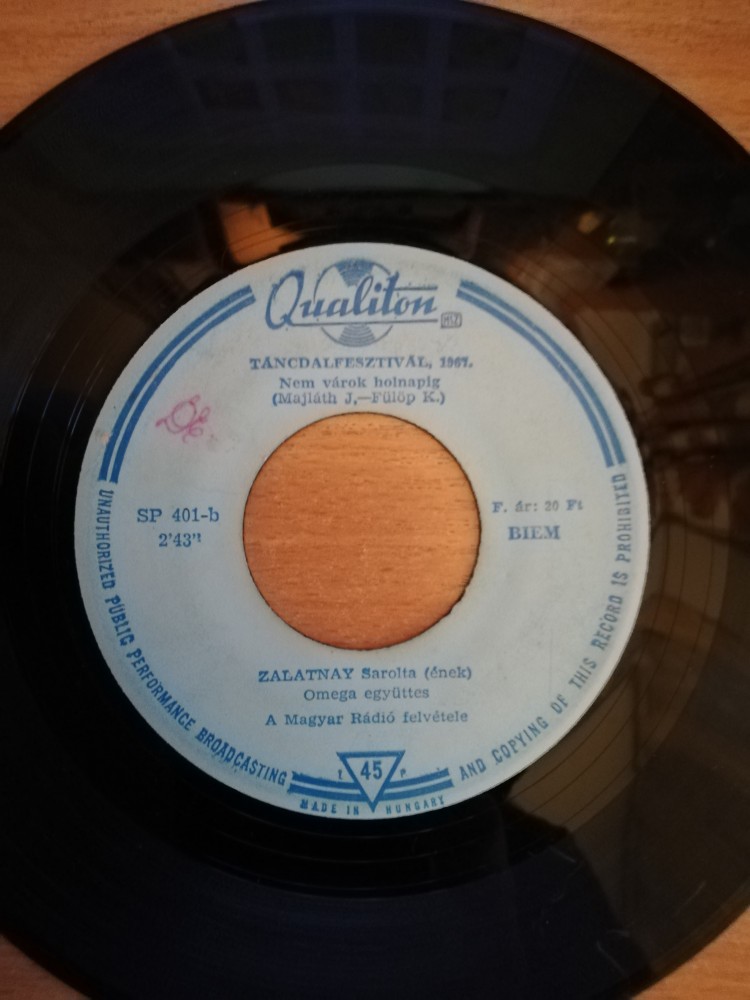 Qualiton
MHV
TÁNCDALFESZTIVÁL, 1967.
Nem várok holnapig
(Majláth J,—Fülöp K.)
SP 401-b
2'43"
F. ár: 20 Ft
BIEM
ZALATNAY Sarolta (ének)
Omega együttes
A Magyar Rádió felvétele
45
MADE IN HUNGARY
UNAUTHORIZED PUBLIC PERFORMANCE BROADCASTING AND COPYING OF THIS RECORD IS PROHIBITED